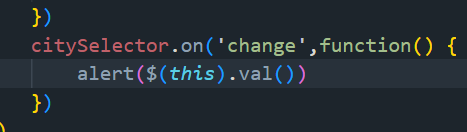 })
citySelector.on('change',function() {
alert($(this).val())
})
)